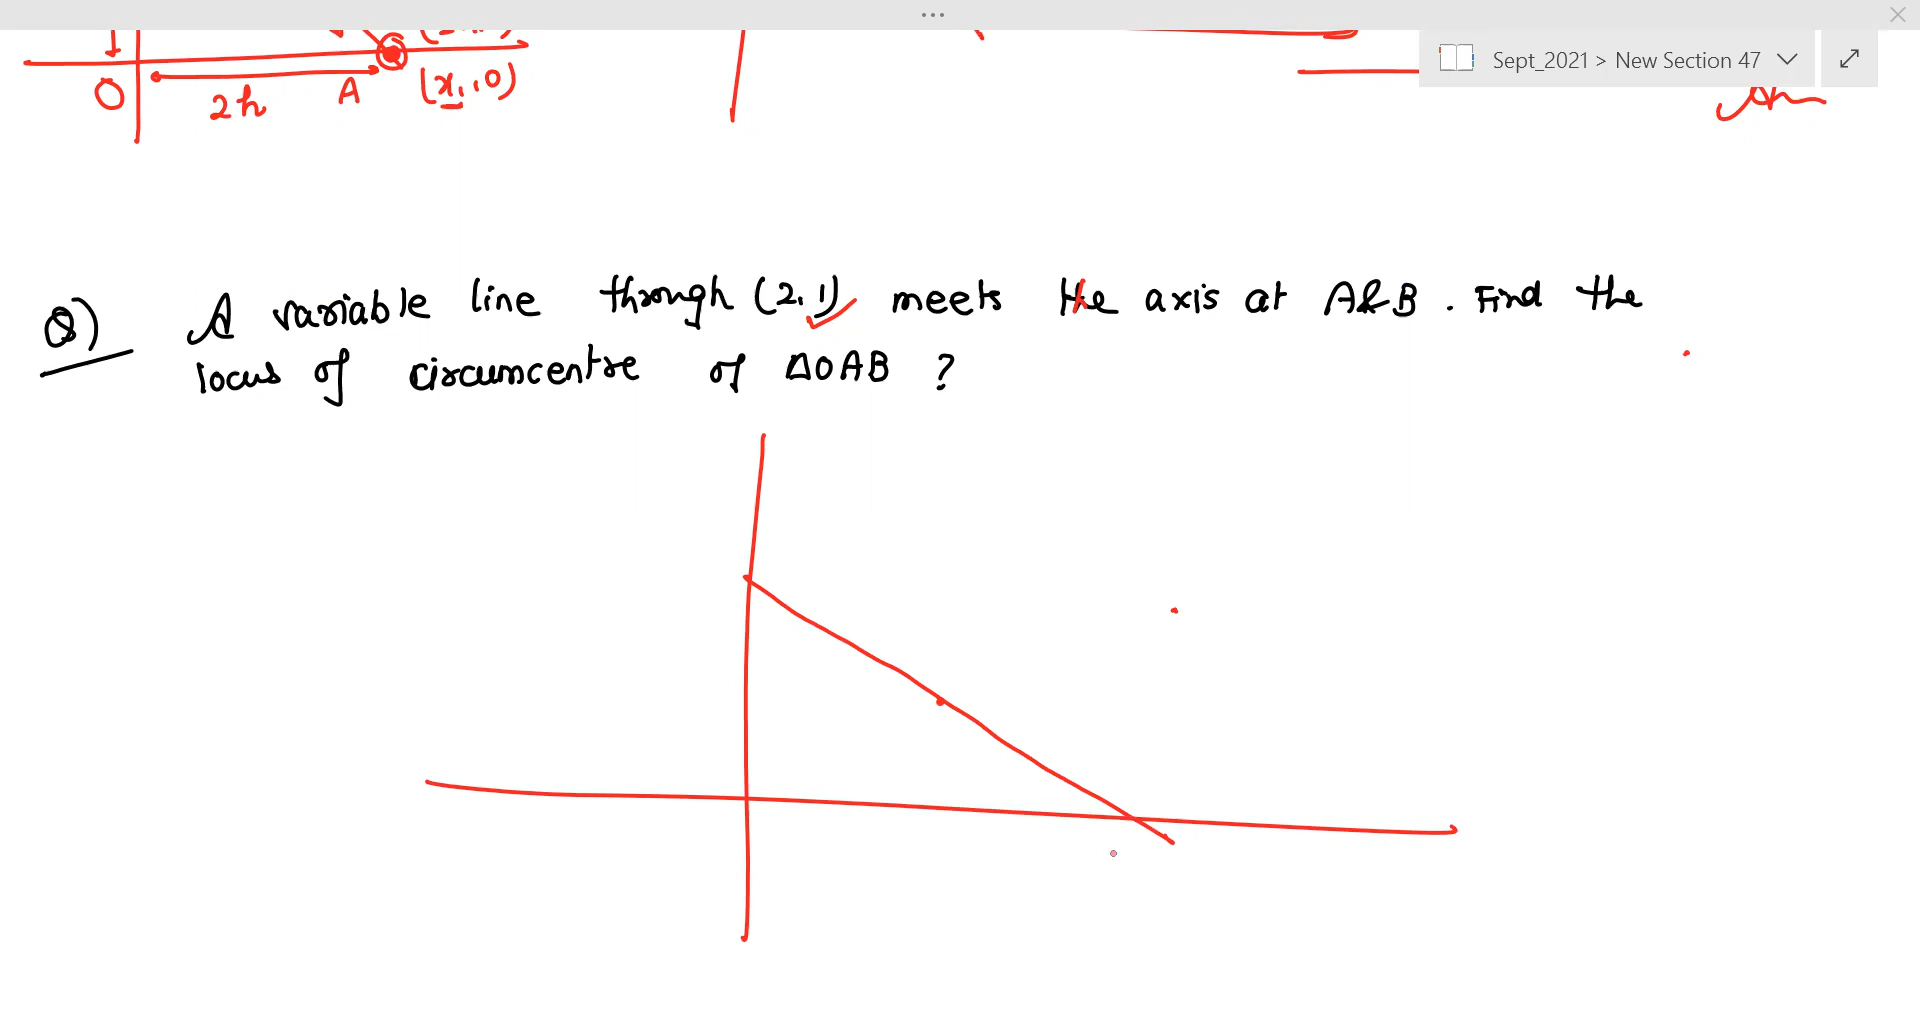 Sept_2021 > New Section 47
O 2h A (x₁,0)
Q) A variable line through (2,1) meets the axis at A&B. Find the
locus of circumcentre of ΔOAB ?